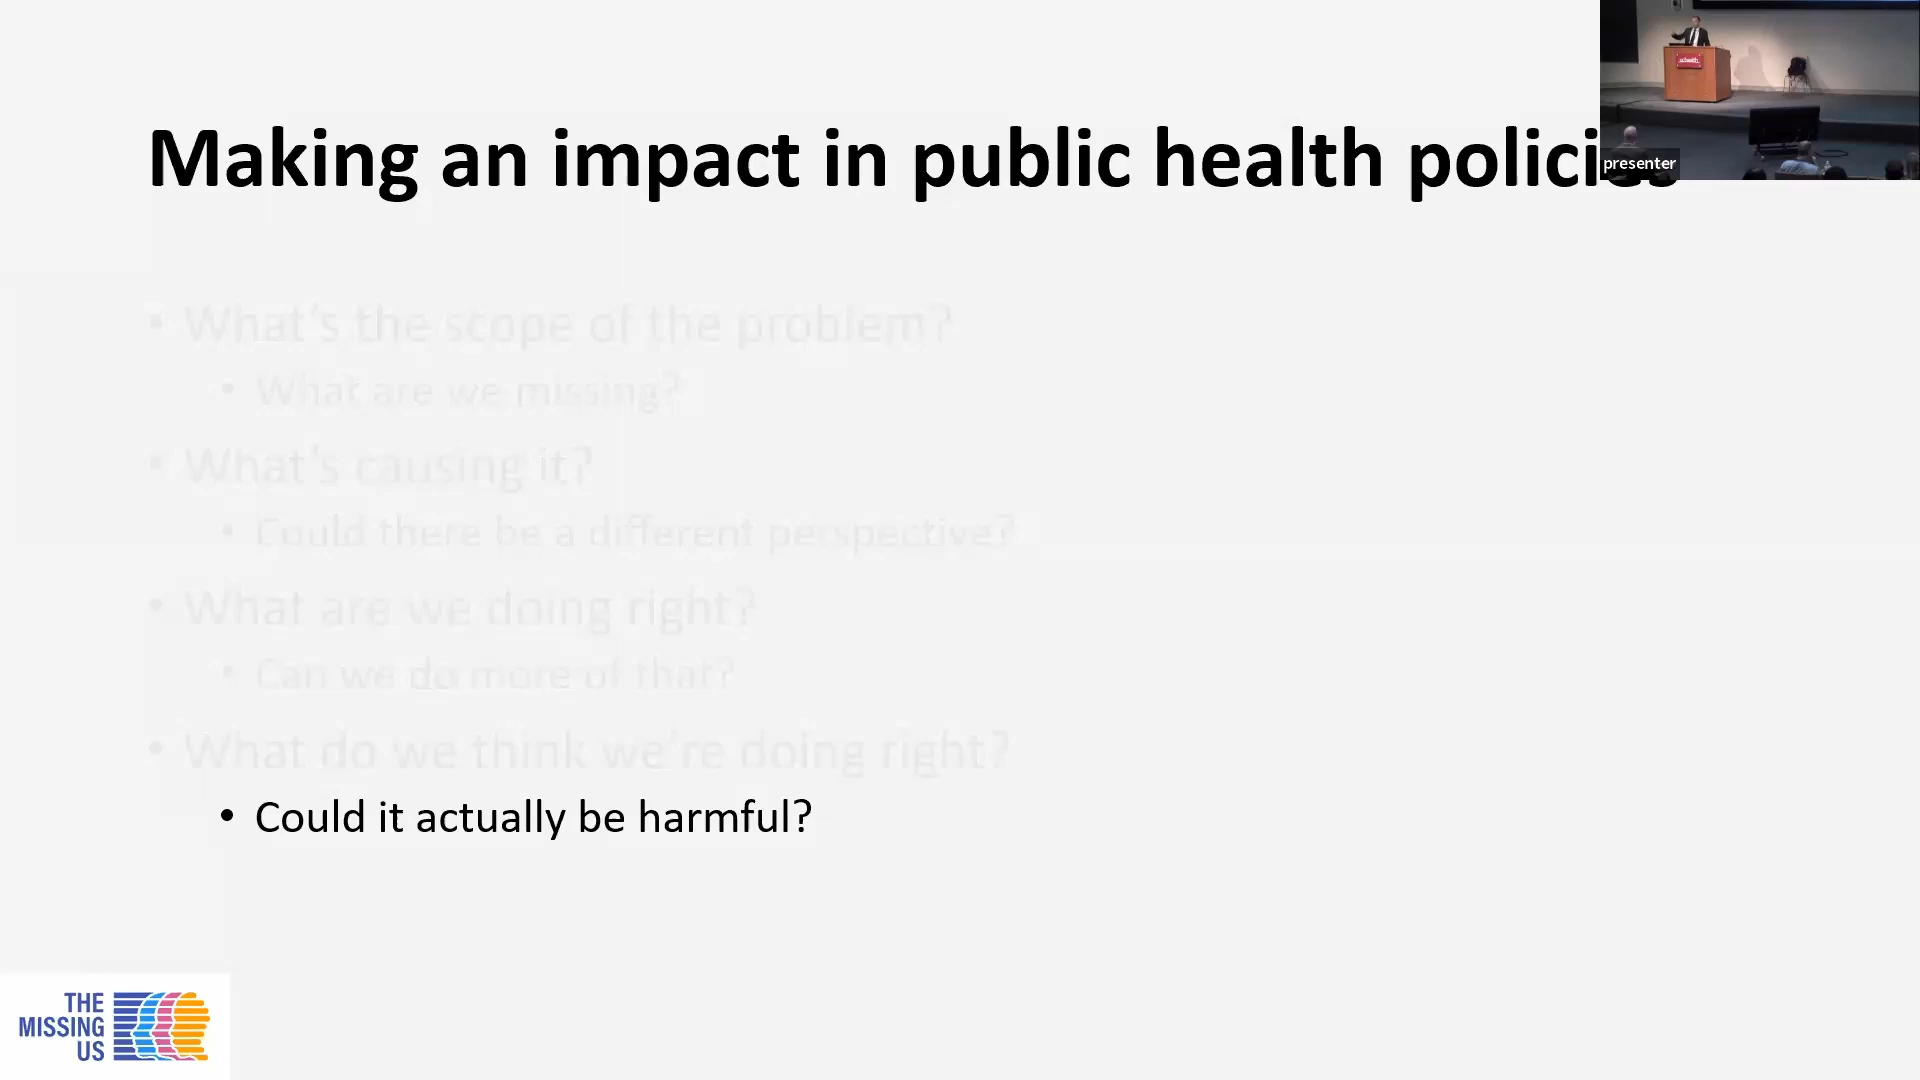 Making an impact in public health polici
presenter
• What's the scope of the problem?
• What are we missing?
• What's causing it?
• Could there be a different perspective?
• What are we doing right?
• Can we do more of that?
• What do we think we're doing right?
• Could it actually be harmful?
THE
MISSING
US